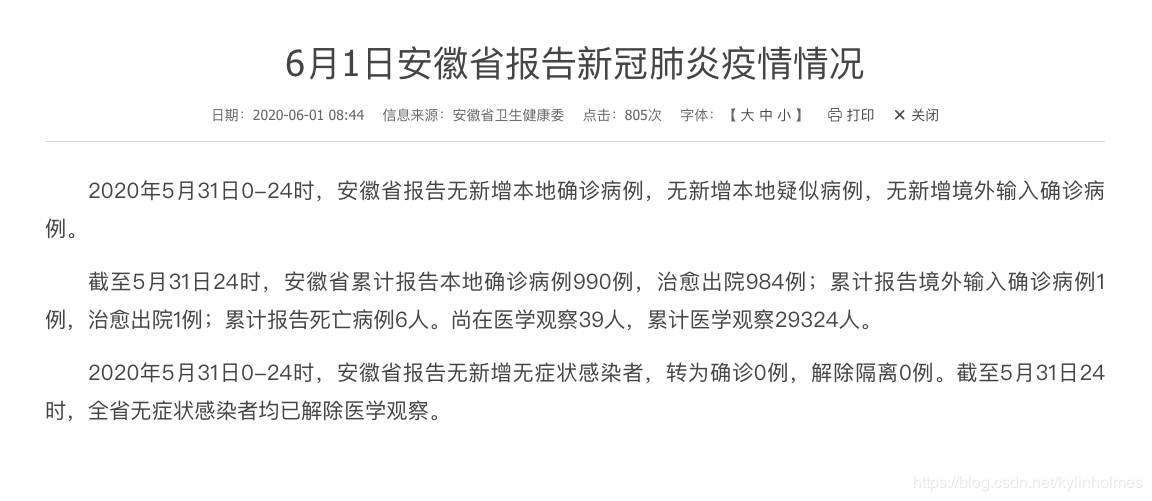 6月1日安徽省报告新冠肺炎疫情情况
日期：2020-06-01 08:44 信息来源：安徽省卫生健康委 点击：805次 字体：【 大 中 小 】 打印 ✕ 关闭
2020年5月31日0–24时，安徽省报告无新增本地确诊病例，无新增本地疑似病例，无新增境外输入确诊病
例。
截至5月31日24时，安徽省累计报告本地确诊病例990例，治愈出院984例；累计报告境外输入确诊病例1
例，治愈出院1例；累计报告死亡病例6人。尚在医学观察39人，累计医学观察29324人。
2020年5月31日0–24时，安徽省报告无新增无症状感染者，转为确诊0例，解除隔离0例。截至5月31日24
时，全省无症状感染者均已解除医学观察。
https://blog.csdn.net/kylinholmes